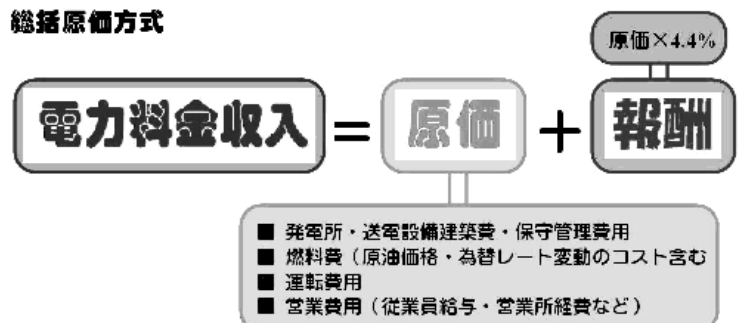 総括原価方式
原価×4.4%
電力料金収入 = 原価 + 報酬
■ 発電所・送電設備建築費・保守管理費用
■ 燃料費（原油価格・為替レート変動のコスト含む
■ 運転費用
■ 営業費用（従業員給与・営業所経費など）